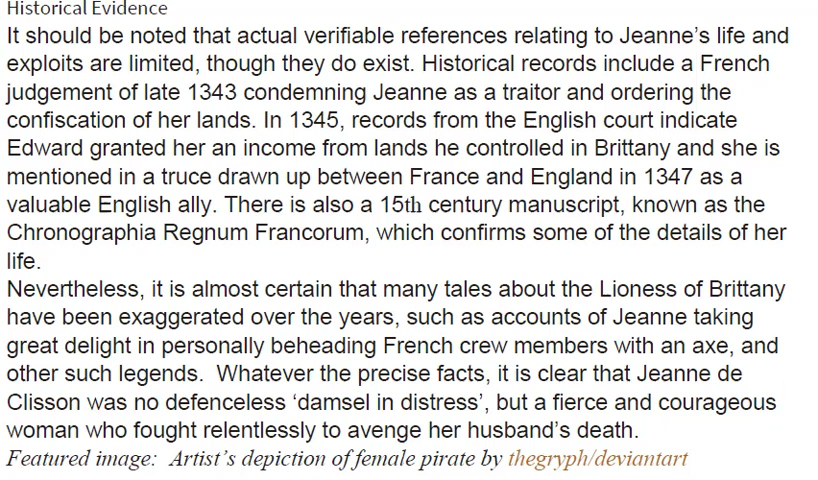 Historical Evidence
It should be noted that actual verifiable references relating to Jeanne's life and
exploits are limited, though they do exist. Historical records include a French
judgement of late 1343 condemning Jeanne as a traitor and ordering the
confiscation of her lands. In 1345, records from the English court indicate
Edward granted her an income from lands he controlled in Brittany and she is
mentioned in a truce drawn up between France and England in 1347 as a
valuable English ally. There is also a 15th century manuscript, known as the
Chronographia Regnum Francorum, which confirms some of the details of her
life.
Nevertheless, it is almost certain that many tales about the Lioness of Brittany
have been exaggerated over the years, such as accounts of Jeanne taking
great delight in personally beheading French crew members with an axe, and
other such legends.  Whatever the precise facts, it is clear that Jeanne de
Clisson was no defenceless ‘damsel in distress’, but a fierce and courageous
woman who fought relentlessly to avenge her husband's death.
Featured image:  Artist's depiction of female pirate by thegryph/deviantart